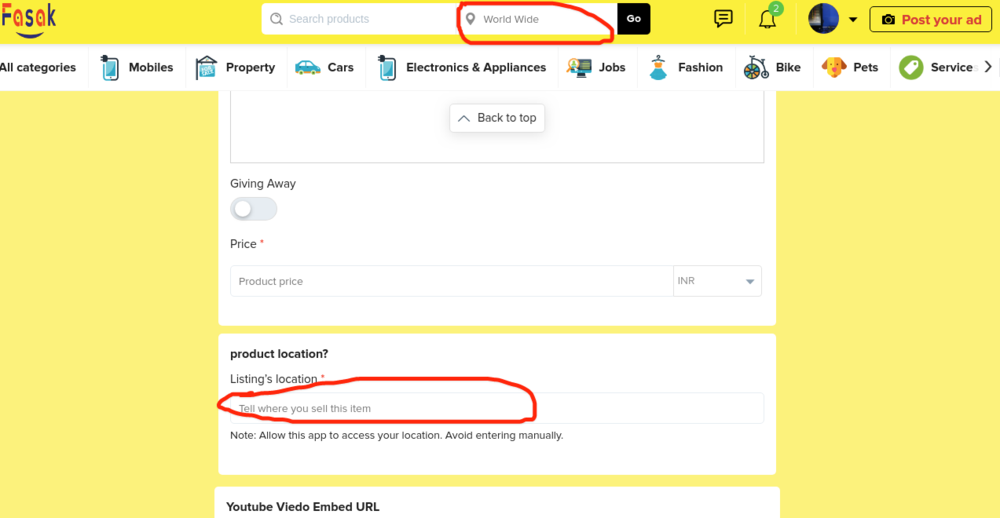 Fasak
Search products
World Wide
Go
2
Post your ad
All categories
Mobiles
Property
Cars
Electronics & Appliances
Jobs
Fashion
Bike
Pets
Service
Back to top
Giving Away
Price *
Product price
INR
product location?
Listing's location *
Tell where you sell this item
Note: Allow this app to access your location. Avoid entering manually.
Youtube Viedo Embed URL